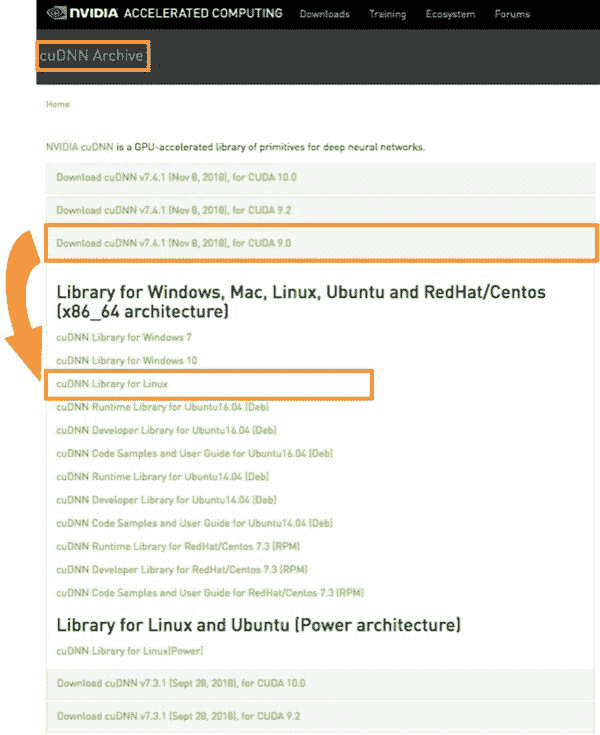 NVIDIA ACCELERATED COMPUTING Downloads Training Ecosystem Forums
cuDNN Archive
Home
NVIDIA cuDNN is a GPU-accelerated library of primitives for deep neural networks.
Download cuDNN v7.4.1 (Nov 8, 2018), for CUDA 10.0
Download cuDNN v7.4.1 (Nov 8, 2018), for CUDA 9.2
Download cuDNN v7.4.1 (Nov 8, 2018), for CUDA 9.0
Library for Windows, Mac, Linux, Ubuntu and RedHat/Centos
(x86_64 architecture)
cuDNN Library for Windows 7
cuDNN Library for Windows 10
cuDNN Library for Linux
cuDNN Runtime Library for Ubuntu16.04 (Deb)
cuDNN Developer Library for Ubuntu16.04 (Deb)
cuDNN Code Samples and User Guide for Ubuntu16.04 (Deb)
cuDNN Runtime Library for Ubuntu14.04 (Deb)
cuDNN Developer Library for Ubuntu14.04 (Deb)
cuDNN Code Samples and User Guide for Ubuntu14.04 (Deb)
cuDNN Runtime Library for RedHat/Centos 7.3 (RPM)
cuDNN Developer Library for RedHat/Centos 7.3 (RPM)
cuDNN Code Samples and User Guide for RedHat/Centos 7.3 (RPM)
Library for Linux and Ubuntu (Power architecture)
cuDNN Library for Linux(Power)
Download cuDNN v7.3.1 (Sept 28, 2018), for CUDA 10.0
Download cuDNN v7.3.1 (Sept 28, 2018), for CUDA 9.2